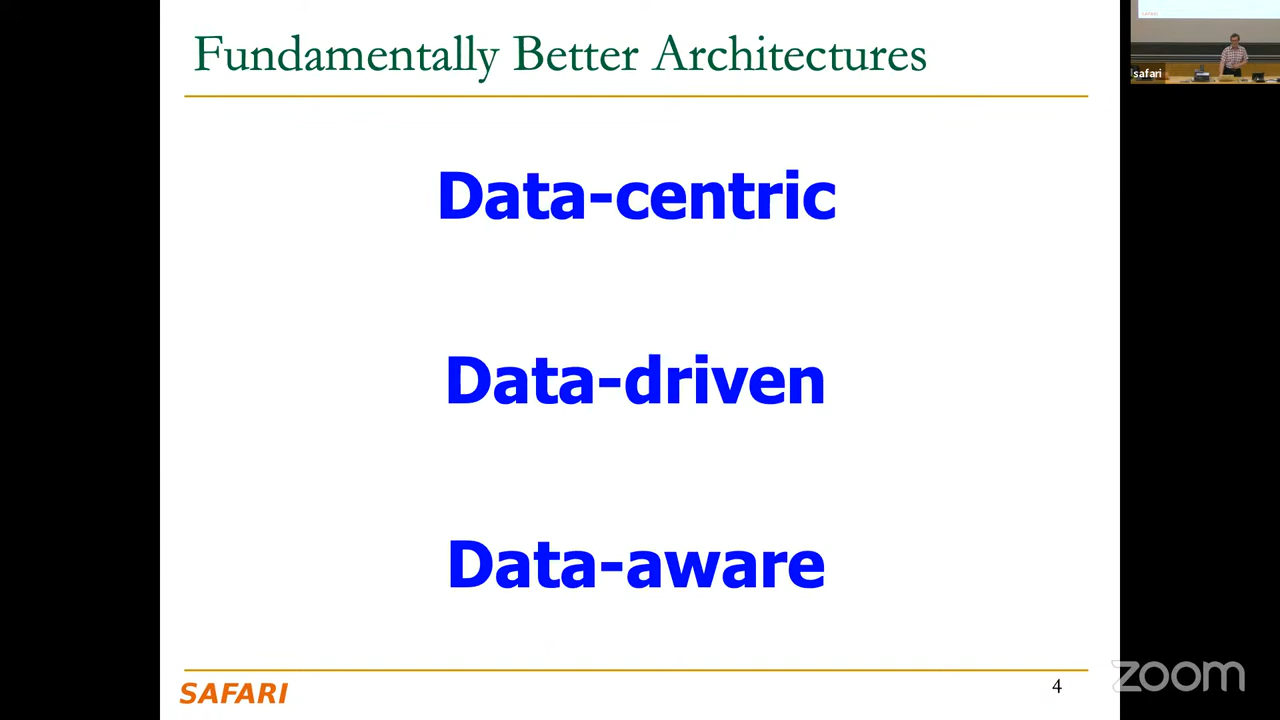 Fundamentally Better Architectures
safari
Data-centric
Data-driven
Data-aware
SAFARI
4
zoom